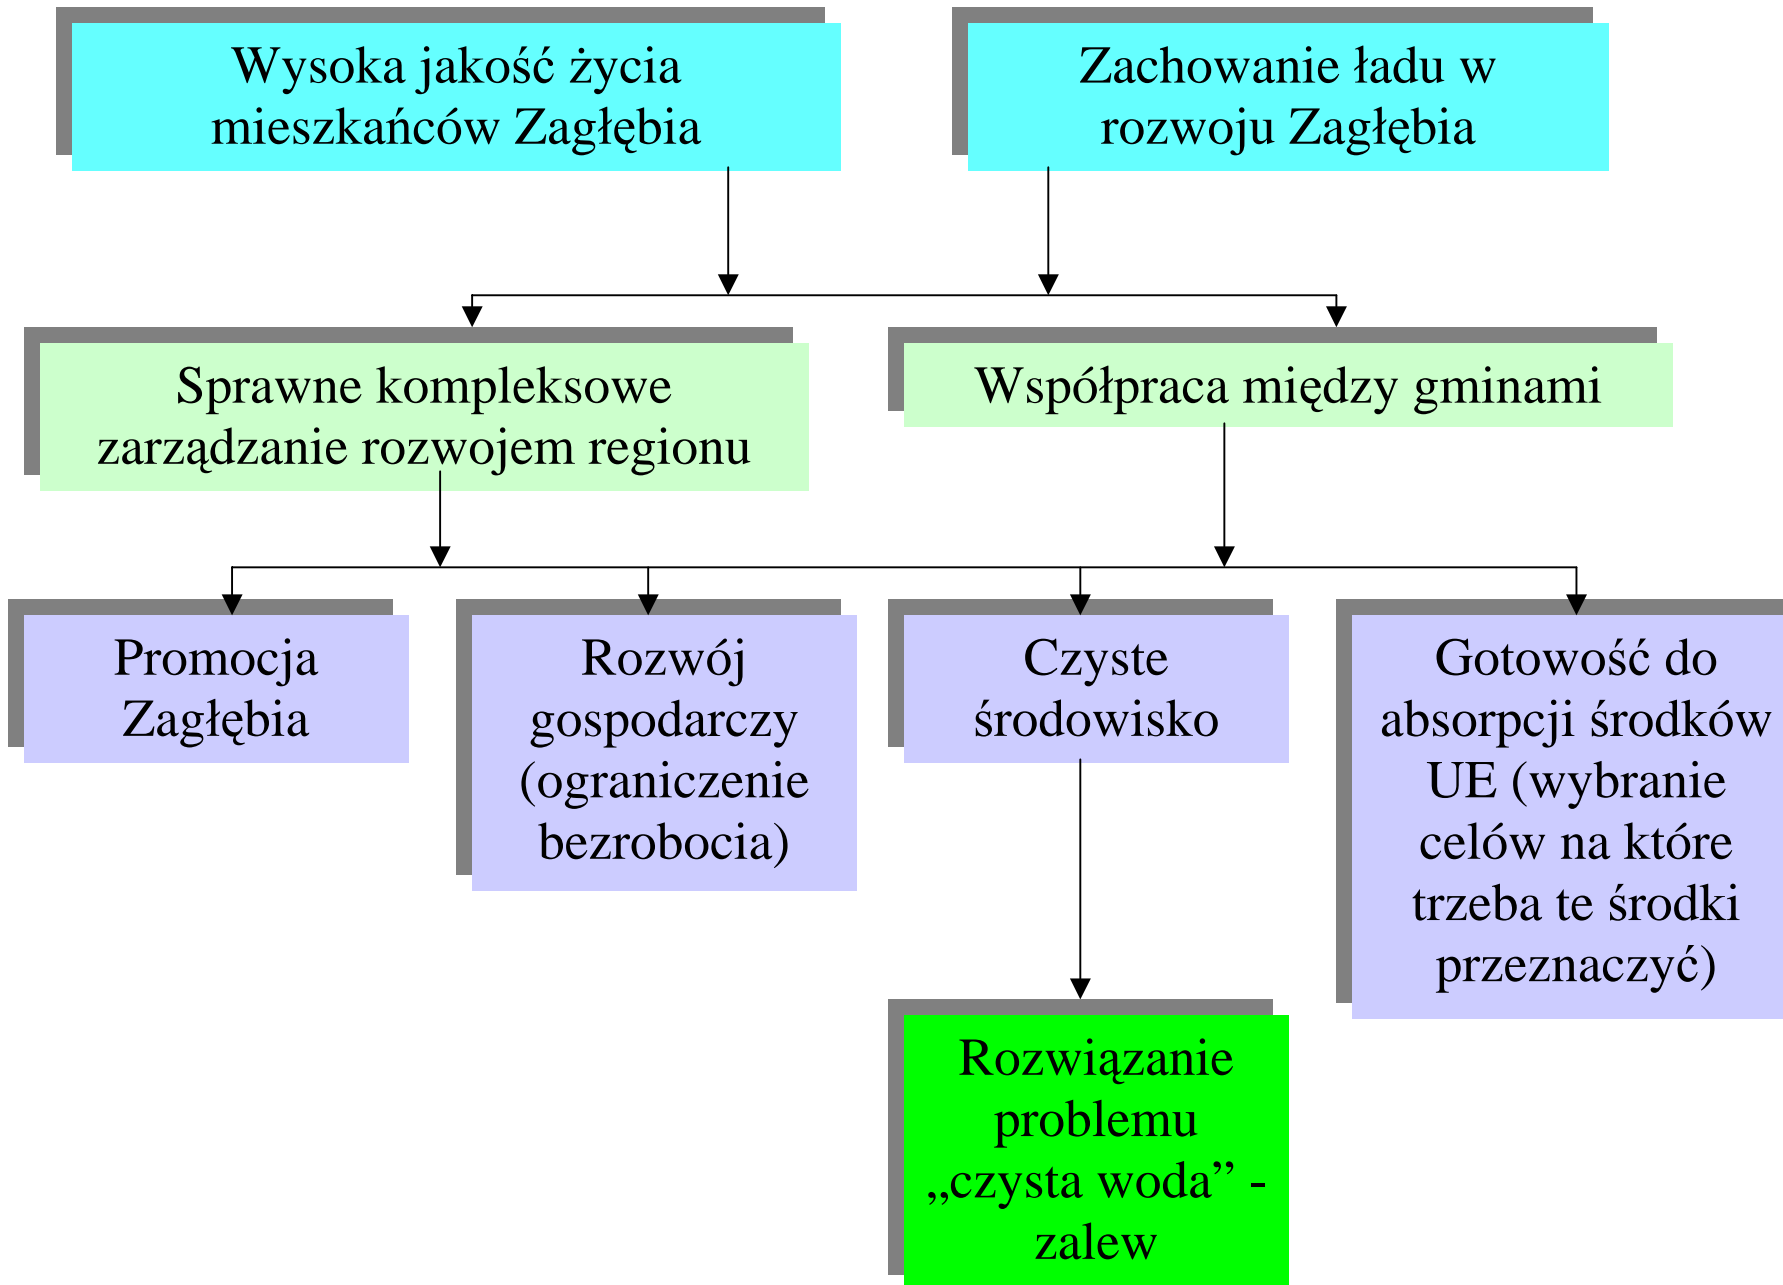 Wysoka jakość życia
mieszkańców Zagłębia
Zachowanie ładu w
rozwoju Zagłębia
Sprawne kompleksowe
zarządzanie rozwojem regionu
Współpraca między gminami
Promocja
Zagłębia
Rozwój
gospodarczy
(ograniczenie
bezrobocia)
Czyste
środowisko
Gotowość do
absorpcji środków
UE (wybranie
celów na które
trzeba te środki
przeznaczyć)
Rozwiązanie
problemu
„czysta woda” -
zalew